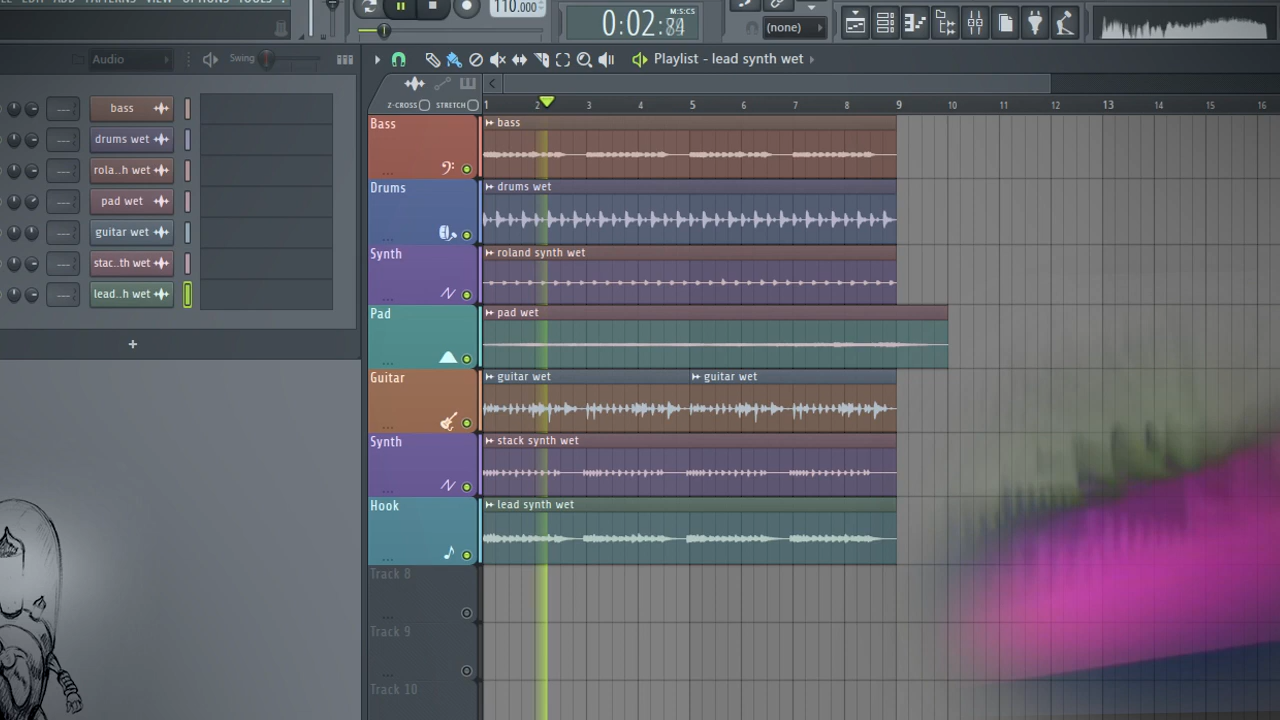 110.000
0:02:84
M:S:CS
(none)
Audio
Swing
Playlist - lead synth wet
Z-CROSS
STRETCH
1 2 3 4 5 6 7 8 9 10 11 12 13 14 15 16
bass
drums wet
rola..h wet
pad wet
guitar wet
stac..th wet
lead..h wet
+
Bass
bass
Drums
drums wet
Synth
roland synth wet
Pad
pad wet
Guitar
guitar wet
guitar wet
Synth
stack synth wet
Hook
lead synth wet
Track 8
Track 9
Track 10